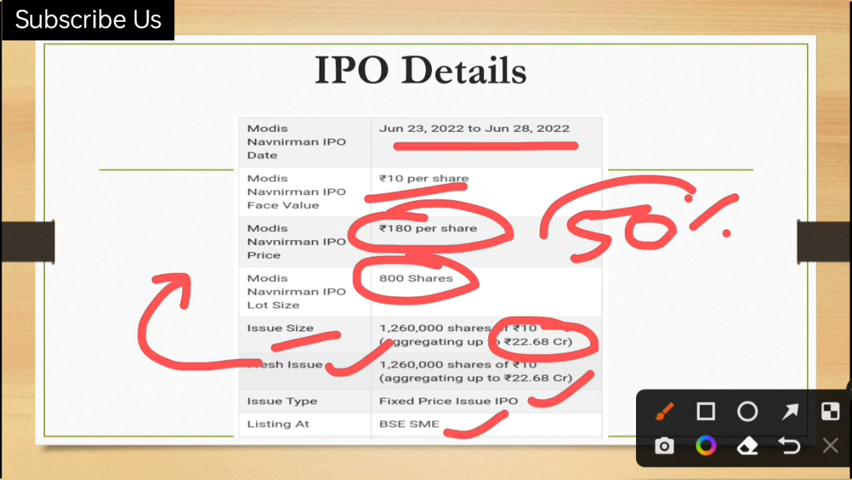 Subscribe Us
IPO Details
Modis
Navnirman IPO
Date
Jun 23, 2022 to Jun 28, 2022
Modis
Navnirman IPO
Face Value
₹10 per share
Modis
Navnirman IPO
Price
₹180 per share
50%
Modis
Navnirman IPO
Lot Size
800 Shares
Issue Size
1,260,000 shares of ₹10
(aggregating up to ₹22.68 Cr)
Fresh Issue
1,260,000 shares of ₹10
(aggregating up to ₹22.68 Cr)
Issue Type
Fixed Price Issue IPO
Listing At
BSE SME